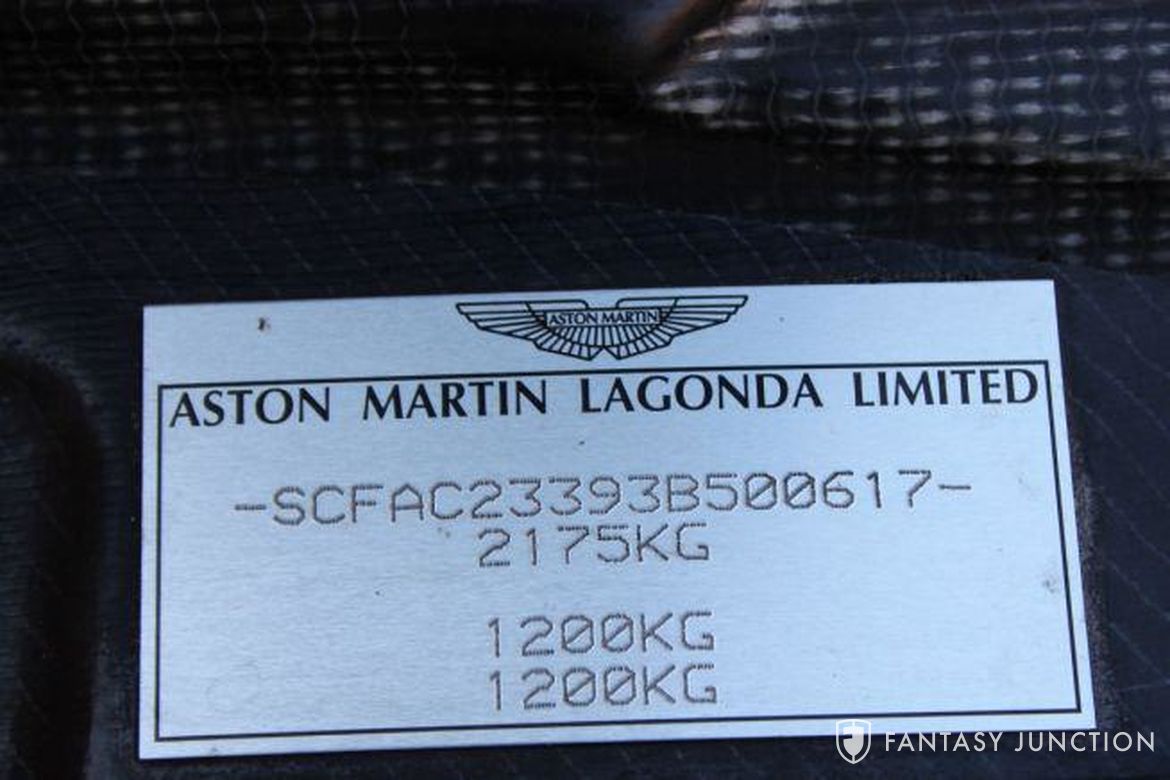 ASTON MARTIN
ASTON MARTIN LAGONDA LIMITED
-SCFAC23393B500617-
2175KG
1200KG
1200KG
FANTASY JUNCTION